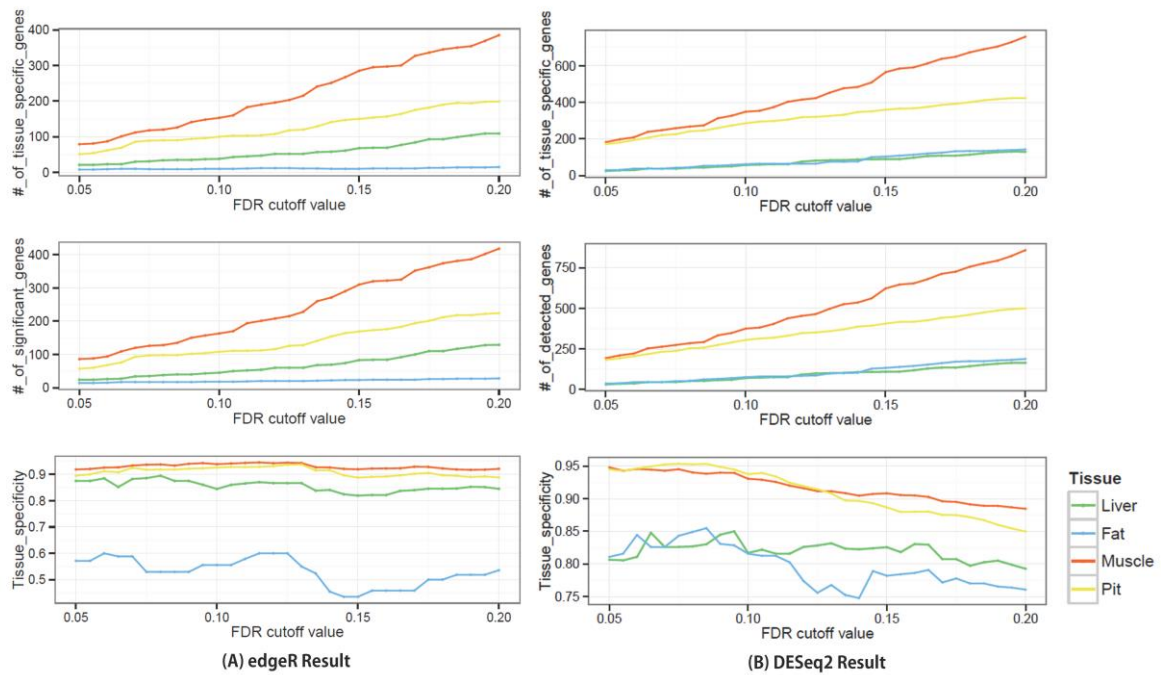 #_of_tissue_specific_genes
400
300
200
100
0
0.05 0.10 0.15 0.20
FDR cutoff value
#_of_tissue_specific_genes
600
400
200
0
0.05 0.10 0.15 0.20
FDR cutoff value
#_of_significant_genes
400
300
200
100
0
0.05 0.10 0.15 0.20
FDR cutoff value
#_of_detected_genes
750
500
250
0
0.05 0.10 0.15 0.20
FDR cutoff value
Tissue_specificity
0.9
0.8
0.7
0.6
0.5
0.05 0.10 0.15 0.20
FDR cutoff value
(A) edgeR Result
Tissue_specificity
0.95
0.90
0.85
0.80
0.75
0.05 0.10 0.15 0.20
FDR cutoff value
(B) DESeq2 Result
Tissue
Liver
Fat
Muscle
Pit